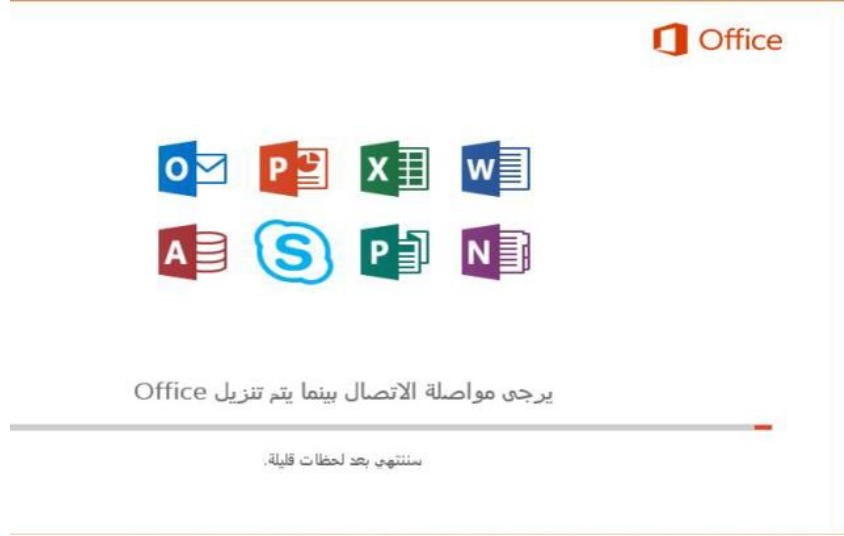 Office
O P X W
A S P N
يرجى مواصلة الاتصال بينما يتم تنزيل Office
سننتهي بعد لحظات قليلة.